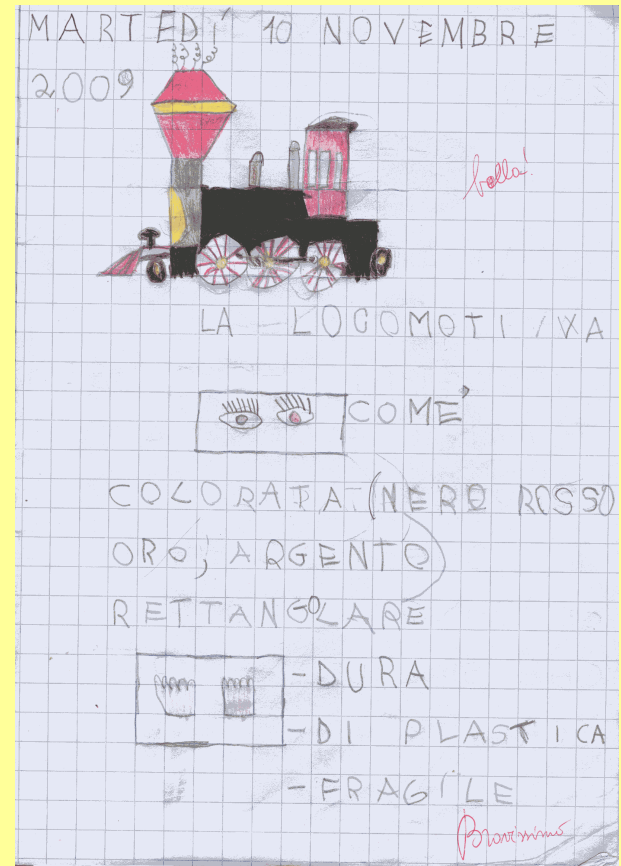 MARTEDI' 10 NOVEMBRE
2009
bella!
LA LOCOMOTIVA
COME'
COLORATA (NERO ROSSO
ORO, ARGENTO)
RETTANGOLARE
- DURA
- DI PLASTICA
- FRAGILE
Bravissimo